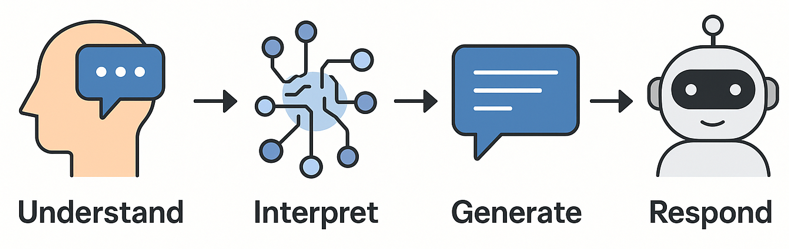 Understand
Interpret
Generate
Respond